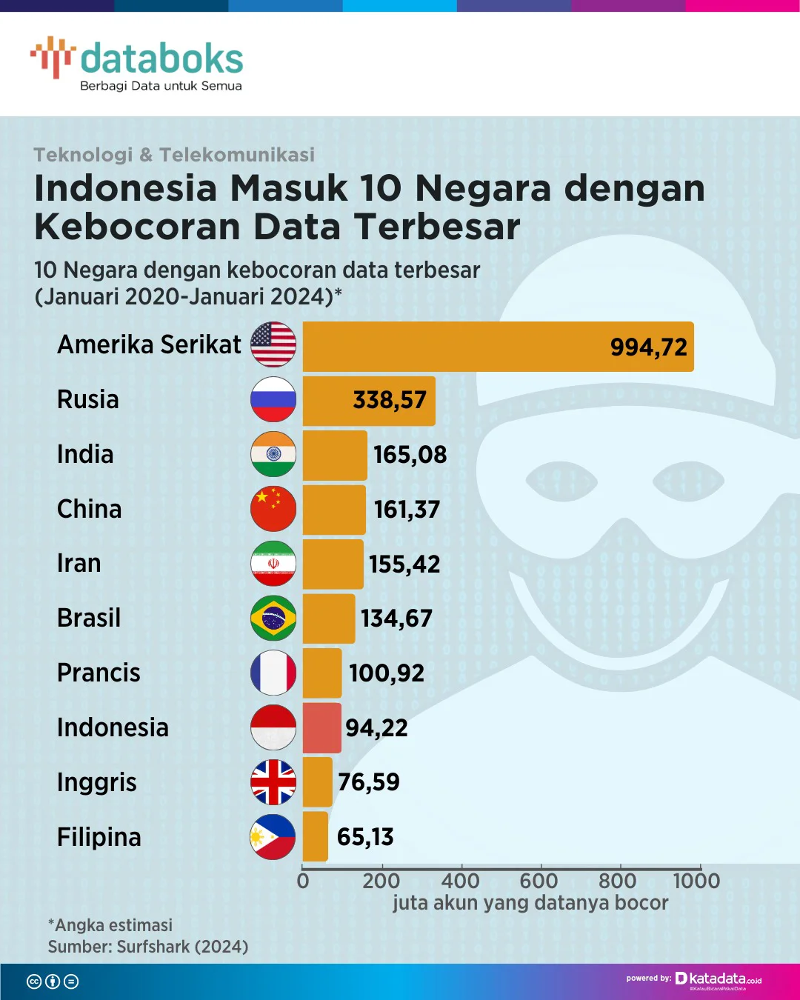 databoks
Berbagi Data untuk Semua
Teknologi & Telekomunikasi
Indonesia Masuk 10 Negara dengan
Kebocoran Data Terbesar
10 Negara dengan kebocoran data terbesar
(Januari 2020-Januari 2024)*
Amerika Serikat 994,72
Rusia 338,57
India 165,08
China 161,37
Iran 155,42
Brasil 134,67
Prancis 100,92
Indonesia 94,22
Inggris 76,59
Filipina 65,13
0 200 400 600 800 1000
juta akun yang datanya bocor
*Angka estimasi
Sumber: Surfshark (2024)
cc
powered by: Dkatadata.co.id
#KalauBicaraPakaiData